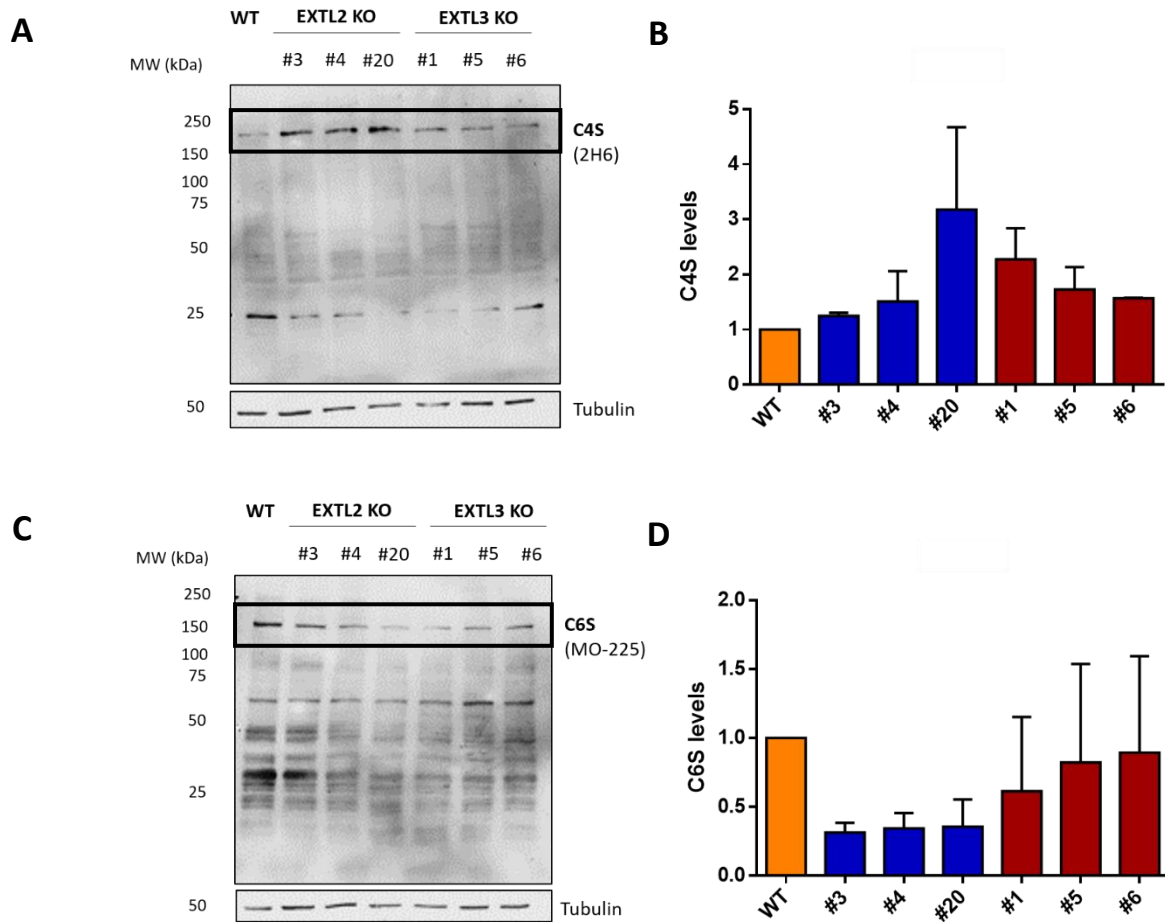 A
WT EXTL2 KO EXTL3 KO
MW (kDa) #3 #4 #20 #1 #5 #6
250
150
100
75
50
25
C4S
(2H6)
50 Tubulin
B
C4S levels
5
4
3
2
1
0
WT #3 #4 #20 #1 #5 #6
C
WT EXTL2 KO EXTL3 KO
MW (kDa) #3 #4 #20 #1 #5 #6
250
150
100
75
50
25
C6S
(MO-225)
50 Tubulin
D
C6S levels
2.0
1.5
1.0
0.5
0.0
WT #3 #4 #20 #1 #5 #6